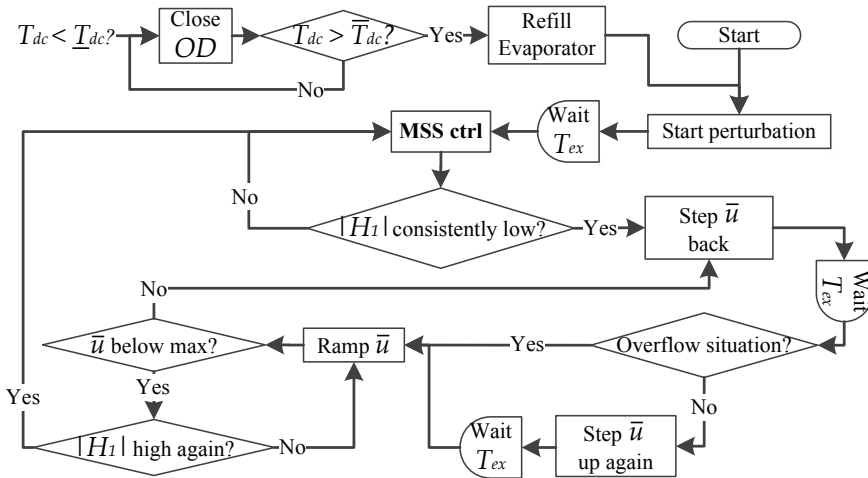 T_dc < T̲_dc?
Close
OD
T_dc > T̅_dc?
Yes
Refill
Evaporator
Start
No
MSS ctrl
Wait
T_ex
Start perturbation
No
|H_1| consistently low?
Yes
Step u̅
back
Wait
T_ex
No
u̅ below max?
Ramp u̅
Yes
Overflow situation?
Yes
Yes
No
|H_1| high again?
No
Wait
T_ex
Step u̅
up again